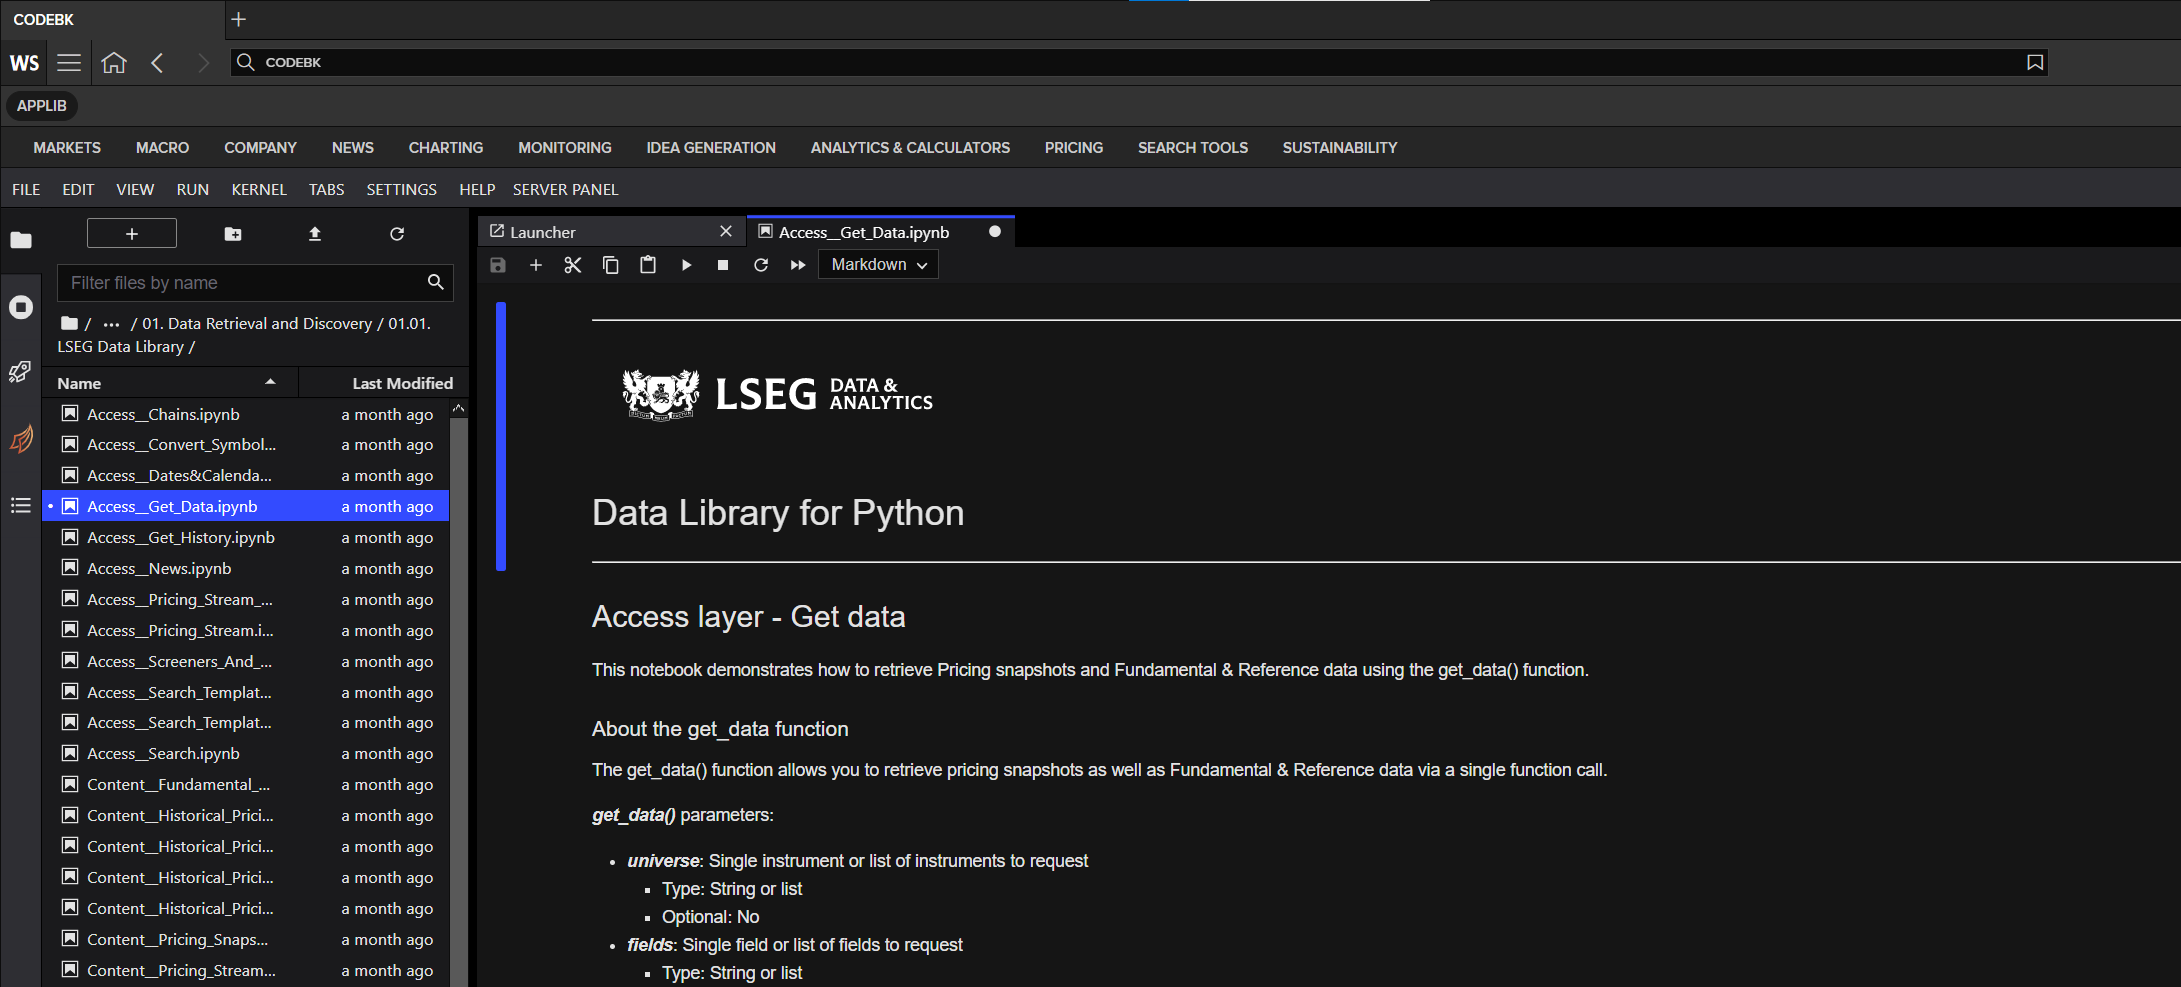 CODEBK
WS
CODEBK
APPLIB
MARKETS MACRO COMPANY NEWS CHARTING MONITORING IDEA GENERATION ANALYTICS & CALCULATORS PRICING SEARCH TOOLS SUSTAINABILITY
FILE EDIT VIEW RUN KERNEL TABS SETTINGS HELP SERVER PANEL
Filter files by name
/ ... / 01. Data Retrieval and Discovery / 01.01.
LSEG Data Library /
Name Last Modified
Access__Chains.ipynb a month ago
Access__Convert_Symbol... a month ago
Access__Dates&Calenda... a month ago
Access__Get_Data.ipynb a month ago
Access__Get_History.ipynb a month ago
Access__News.ipynb a month ago
Access__Pricing_Stream_... a month ago
Access__Pricing_Stream.i... a month ago
Access__Screeners_And_... a month ago
Access__Search_Templat... a month ago
Access__Search_Templat... a month ago
Access__Search.ipynb a month ago
Content__Fundamental_... a month ago
Content__Historical_Prici... a month ago
Content__Historical_Prici... a month ago
Content__Historical_Prici... a month ago
Content__Historical_Prici... a month ago
Content__Pricing_Snaps... a month ago
Content__Pricing_Stream... a month ago
Launcher
Access__Get_Data.ipynb
Markdown
LSEG DATA &
ANALYTICS
Data Library for Python
Access layer - Get data
This notebook demonstrates how to retrieve Pricing snapshots and Fundamental & Reference data using the get_data() function.
About the get_data function
The get_data() function allows you to retrieve pricing snapshots as well as Fundamental & Reference data via a single function call.
get_data() parameters:
• universe: Single instrument or list of instruments to request
▪ Type: String or list
▪ Optional: No
• fields: Single field or list of fields to request
▪ Type: String or list